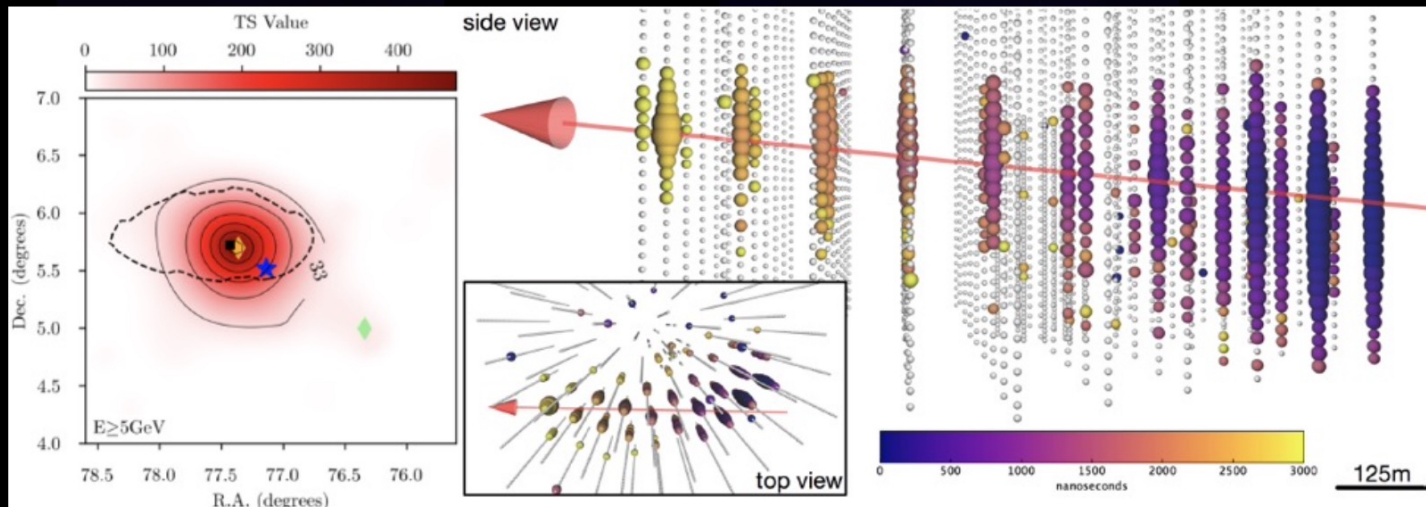 TS Value
0 100 200 300 400
7.0
6.5
6.0
5.5
5.0
4.5
4.0
Dec. (degrees)
33
E≥5GeV
78.5 78.0 77.5 77.0 76.5 76.0
R.A. (degrees)
side view
top view
0 500 1000 1500 2000 2500 3000
nanoseconds
125m